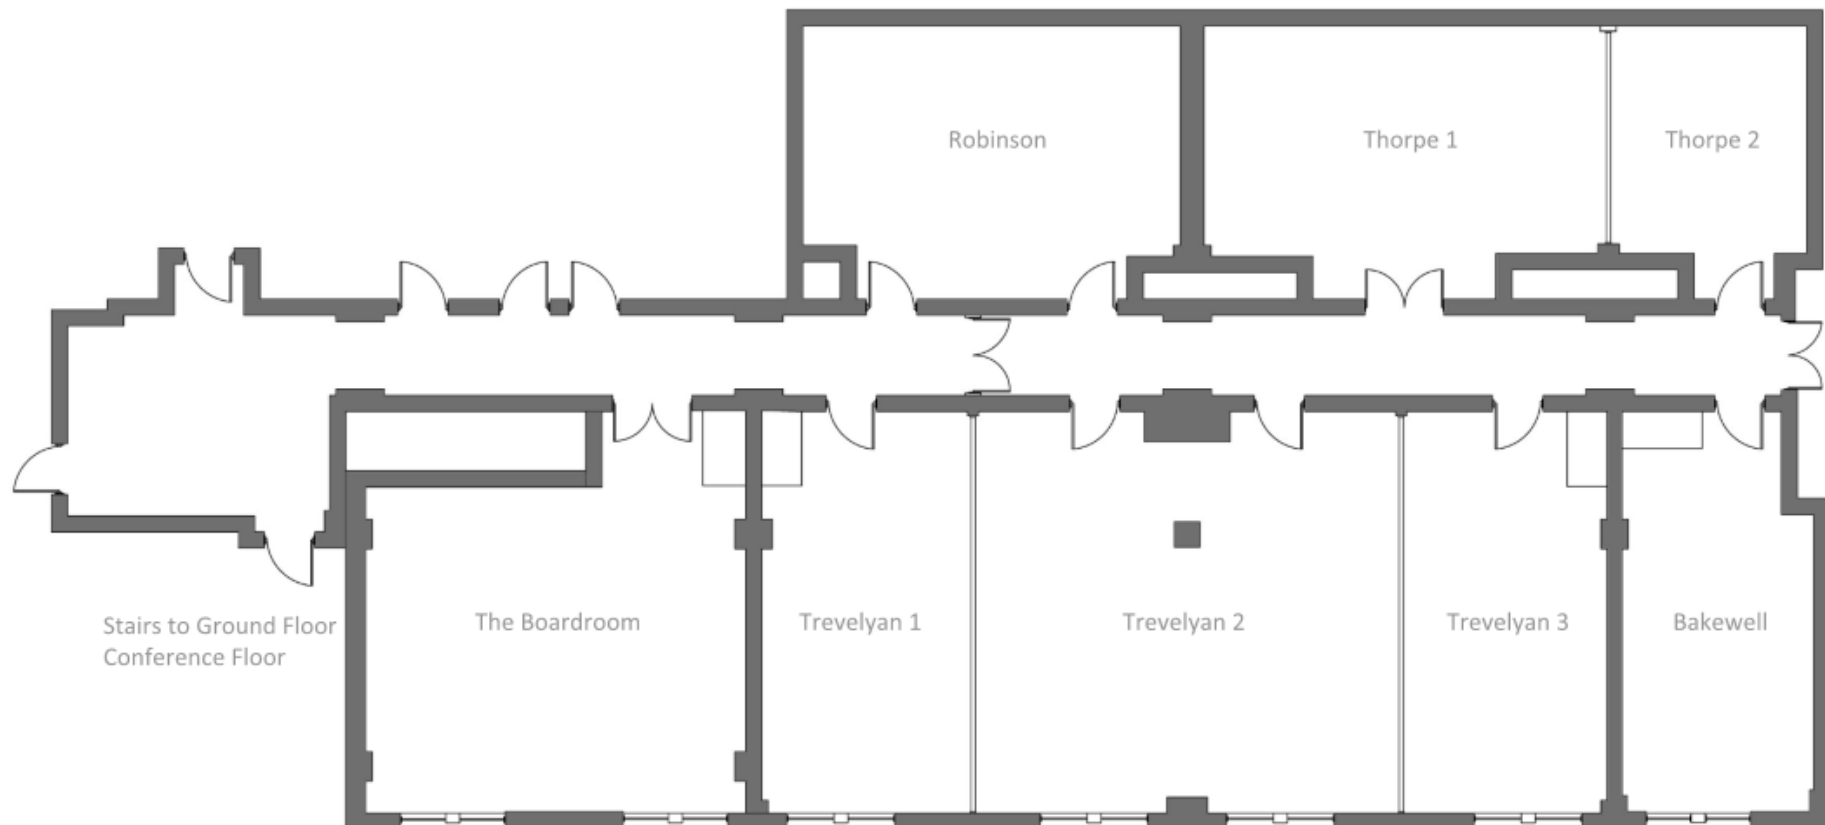 Robinson
Thorpe 1
Thorpe 2
Stairs to Ground Floor
Conference Floor
The Boardroom
Trevelyan 1
Trevelyan 2
Trevelyan 3
Bakewell